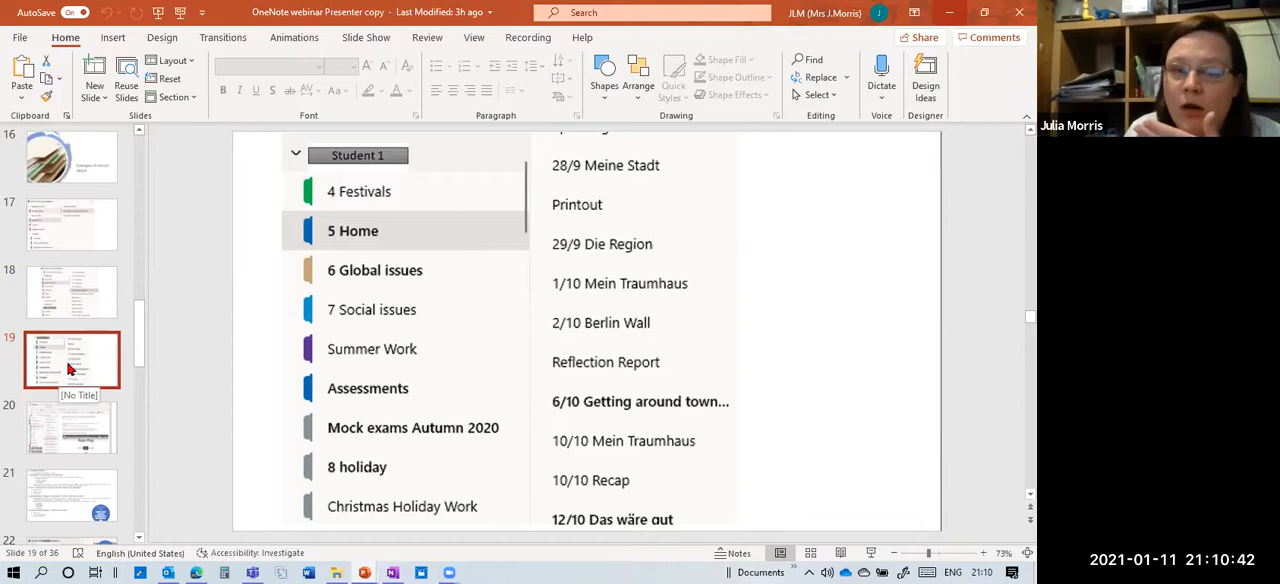 AutoSave On OneNote webinar Presenter copy - Last Modified: 3h ago Search JLM (Mrs J.Morris) J
File Home Insert Design Transitions Animations Slide Show Review View Recording Help Share Comments
Paste New Slide Reuse Slides Layout Reset Section
B I U S ab AV Aa A
Shapes Arrange Quick Styles Shape Fill Shape Outline Shape Effects
Find Replace Select Dictate Design Ideas
Clipboard Slides Font Paragraph Drawing Editing Voice Designer
Julia Morris
16
17
18
19
20
21
22
[No Title]
Student 1
4 Festivals
5 Home
6 Global issues
7 Social issues
Summer Work
Assessments
Mock exams Autumn 2020
8 holiday
Christmas Holiday Work
28/9 Meine Stadt
Printout
29/9 Die Region
1/10 Mein Traumhaus
2/10 Berlin Wall
Reflection Report
6/10 Getting around town...
10/10 Mein Traumhaus
10/10 Recap
12/10 Das wäre gut
Slide 19 of 36 English (United States) Accessibility: Investigate Notes 73%
Documents ENG 21:10
2021-01-11 21:10:42